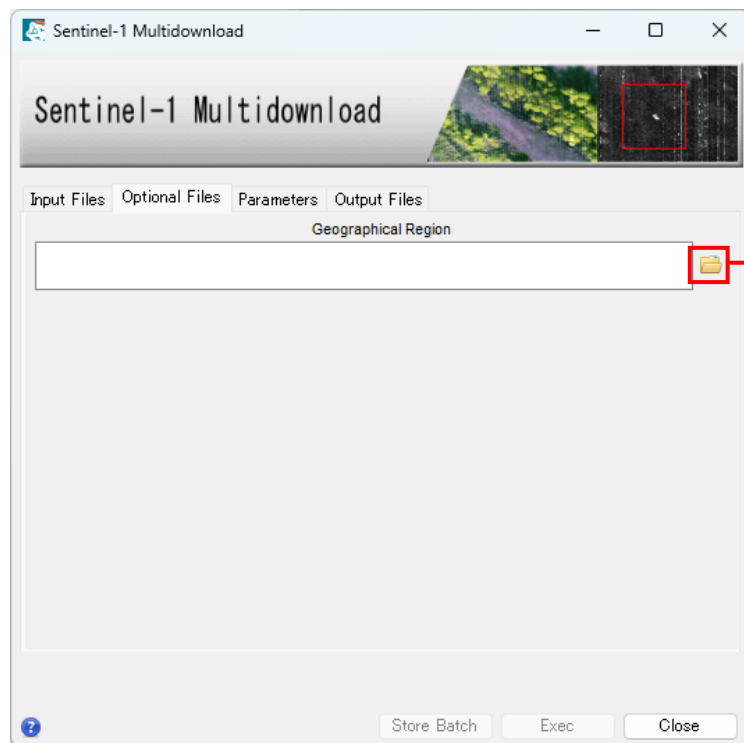 Sentinel-1 Multidownload
Sentinel-1 Multidownload
Input Files Optional Files Parameters Output Files
Geographical Region
?
Store Batch Exec Close